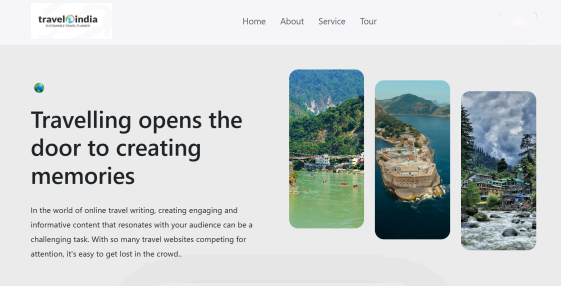 travel india
SUSTAINABLE TRAVEL PLANNER
Home About Service Tour
Travelling opens the
door to creating
memories
In the world of online travel writing, creating engaging and
informative content that resonates with your audience can be a
challenging task. With so many travel websites competing for
attention, it's easy to get lost in the crowd..